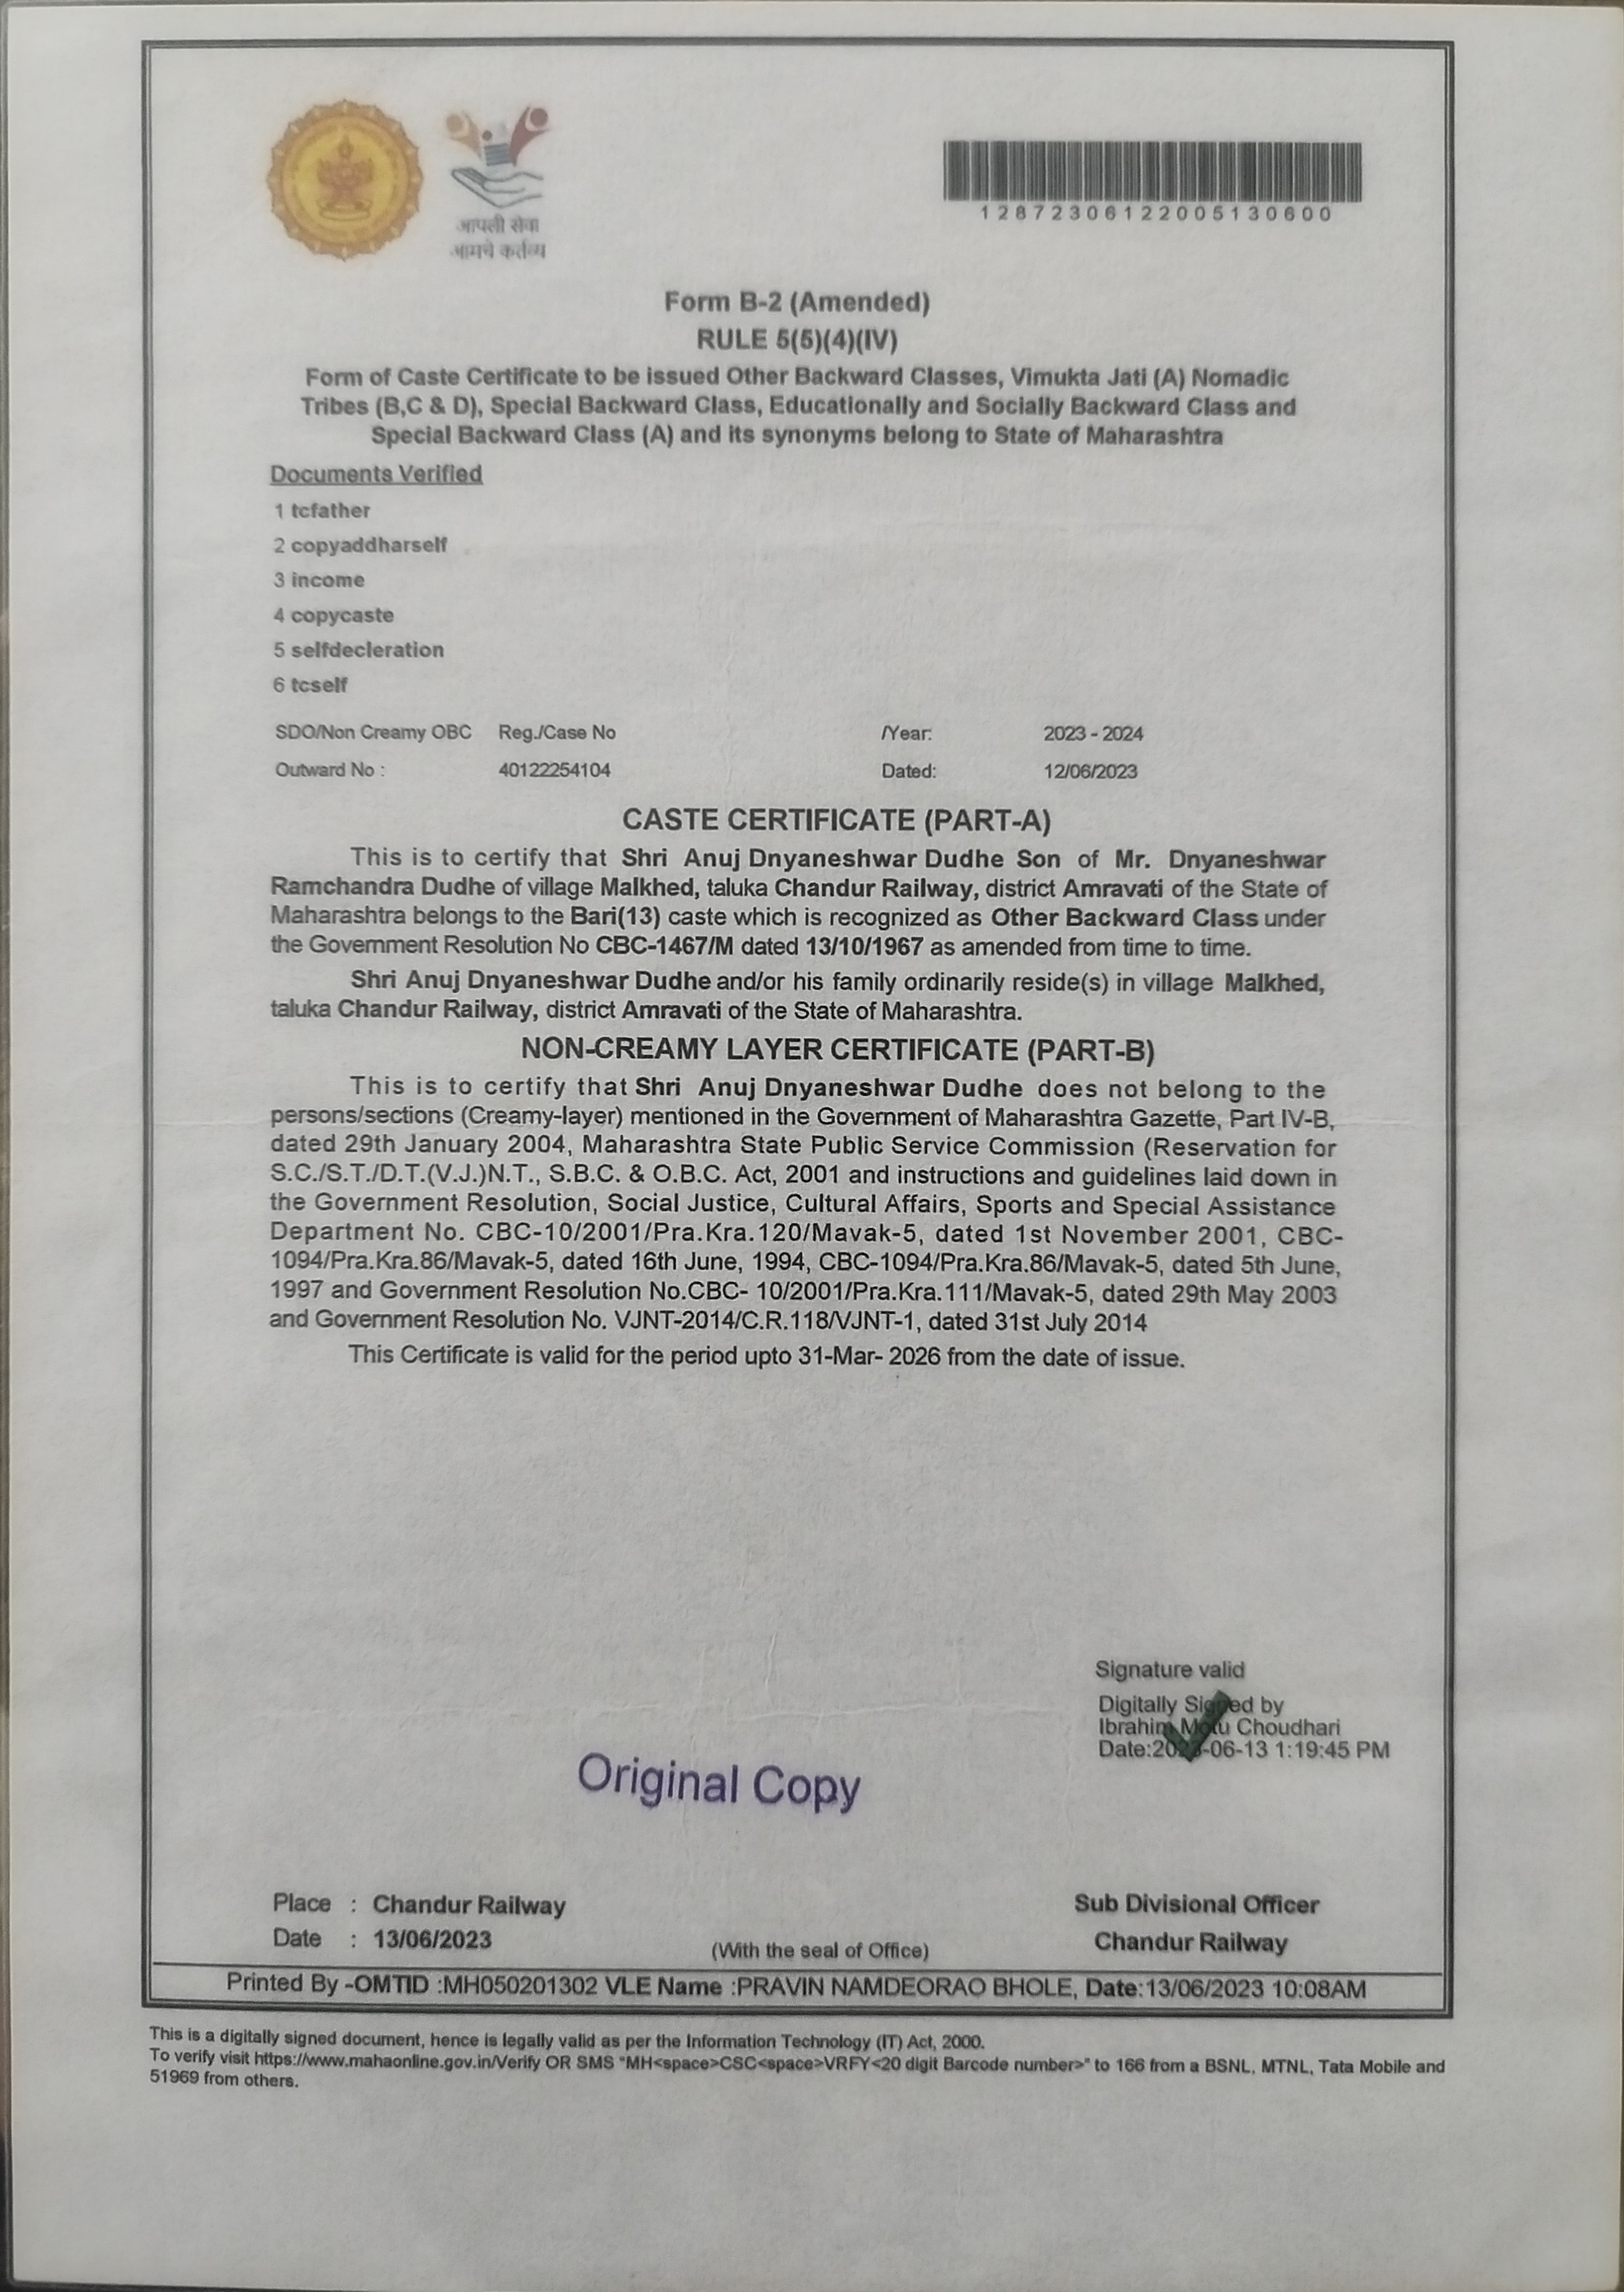 आपली सेवा
आमचे कर्तव्य
12872306122005130600
Form B-2 (Amended)
RULE 5(5)(4)(IV)
Form of Caste Certificate to be issued Other Backward Classes, Vimukta Jati (A) Nomadic
Tribes (B,C & D), Special Backward Class, Educationally and Socially Backward Class and
Special Backward Class (A) and its synonyms belong to State of Maharashtra
Documents Verified
1 tcfather
2 copyaddharself
3 income
4 copycaste
5 selfdecleration
6 tcself
SDO/Non Creamy OBC Reg./Case No /Year: 2023 - 2024
Outward No : 40122254104 Dated: 12/06/2023
CASTE CERTIFICATE (PART-A)
This is to certify that Shri Anuj Dnyaneshwar Dudhe Son of Mr. Dnyaneshwar
Ramchandra Dudhe of village Malkhed, taluka Chandur Railway, district Amravati of the State of
Maharashtra belongs to the Bari(13) caste which is recognized as Other Backward Class under
the Government Resolution No CBC-1467/M dated 13/10/1967 as amended from time to time.
Shri Anuj Dnyaneshwar Dudhe and/or his family ordinarily reside(s) in village Malkhed,
taluka Chandur Railway, district Amravati of the State of Maharashtra.
NON-CREAMY LAYER CERTIFICATE (PART-B)
This is to certify that Shri Anuj Dnyaneshwar Dudhe does not belong to the
persons/sections (Creamy-layer) mentioned in the Government of Maharashtra Gazette, Part IV-B,
dated 29th January 2004, Maharashtra State Public Service Commission (Reservation for
S.C./S.T./D.T.(V.J.)N.T., S.B.C. & O.B.C. Act, 2001 and instructions and guidelines laid down in
the Government Resolution, Social Justice, Cultural Affairs, Sports and Special Assistance
Department No. CBC-10/2001/Pra.Kra.120/Mavak-5, dated 1st November 2001, CBC-
1094/Pra.Kra.86/Mavak-5, dated 16th June, 1994, CBC-1094/Pra.Kra.86/Mavak-5, dated 5th June,
1997 and Government Resolution No.CBC- 10/2001/Pra.Kra.111/Mavak-5, dated 29th May 2003
and Government Resolution No. VJNT-2014/C.R.118/VJNT-1, dated 31st July 2014
This Certificate is valid for the period upto 31-Mar- 2026 from the date of issue.
Signature valid
Digitally Signed by
Ibrahim Motu Choudhari
Date:2023-06-13 1:19:45 PM
Original Copy
Place : Chandur Railway Sub Divisional Officer
Date : 13/06/2023 (With the seal of Office) Chandur Railway
Printed By -OMTID :MH050201302 VLE Name :PRAVIN NAMDEORAO BHOLE, Date:13/06/2023 10:08AM
This is a digitally signed document, hence is legally valid as per the Information Technology (IT) Act, 2000.
To verify visit https://www.mahaonline.gov.in/Verify OR SMS "MH<space>CSC<space>VRFY<20 digit Barcode number>" to 166 from a BSNL, MTNL, Tata Mobile and
51969 from others.